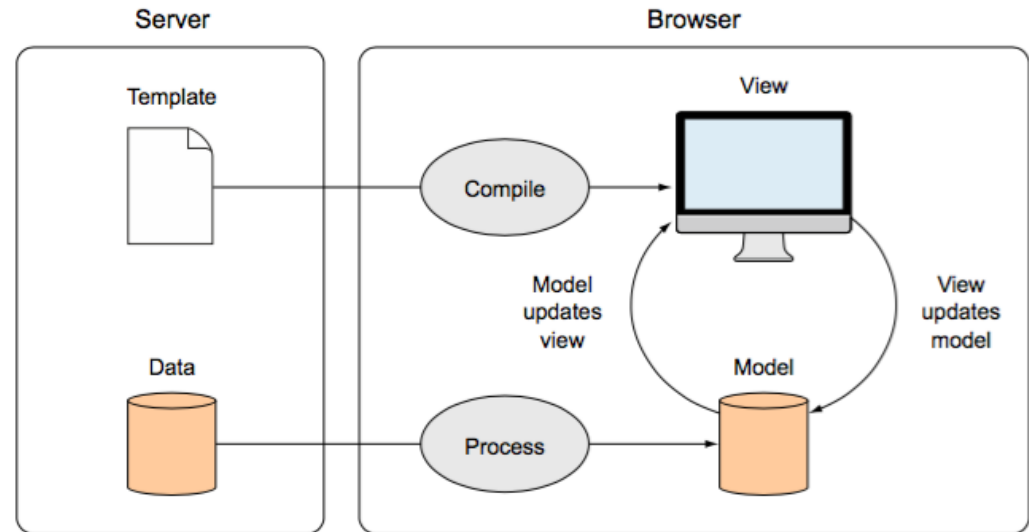 Server
Browser
Template
View
Compile
Model
updates
view
View
updates
model
Data
Model
Process